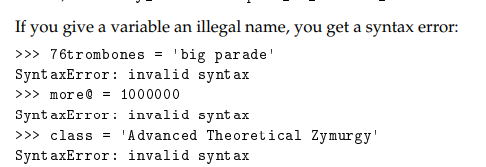 If you give a variable an illegal name, you get a syntax error:
>>> 76trombones = 'big parade'
SyntaxError: invalid syntax
>>> more@ = 1000000
SyntaxError: invalid syntax
>>> class = 'Advanced Theoretical Zymurgy'
SyntaxError: invalid syntax